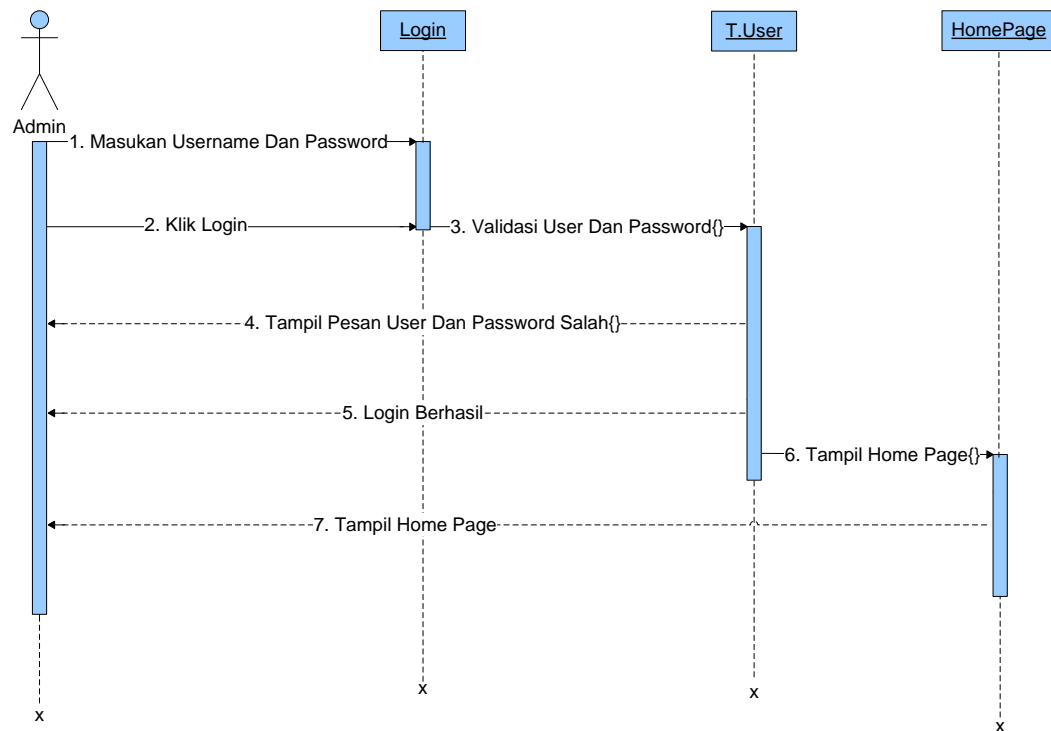 Login
T.User
HomePage
Admin
1. Masukan Username Dan Password
2. Klik Login
3. Validasi User Dan Password{}
4. Tampil Pesan User Dan Password Salah{}
5. Login Berhasil
6. Tampil Home Page{}
7. Tampil Home Page
x
x
x
x